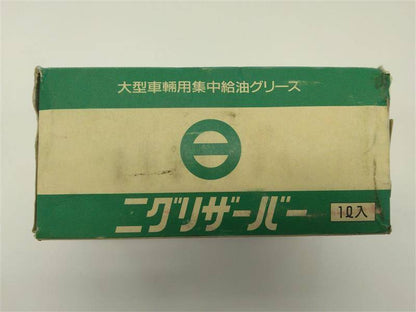 大型車輛用集中給油グリース
ニグリザーバー
1ℓ入